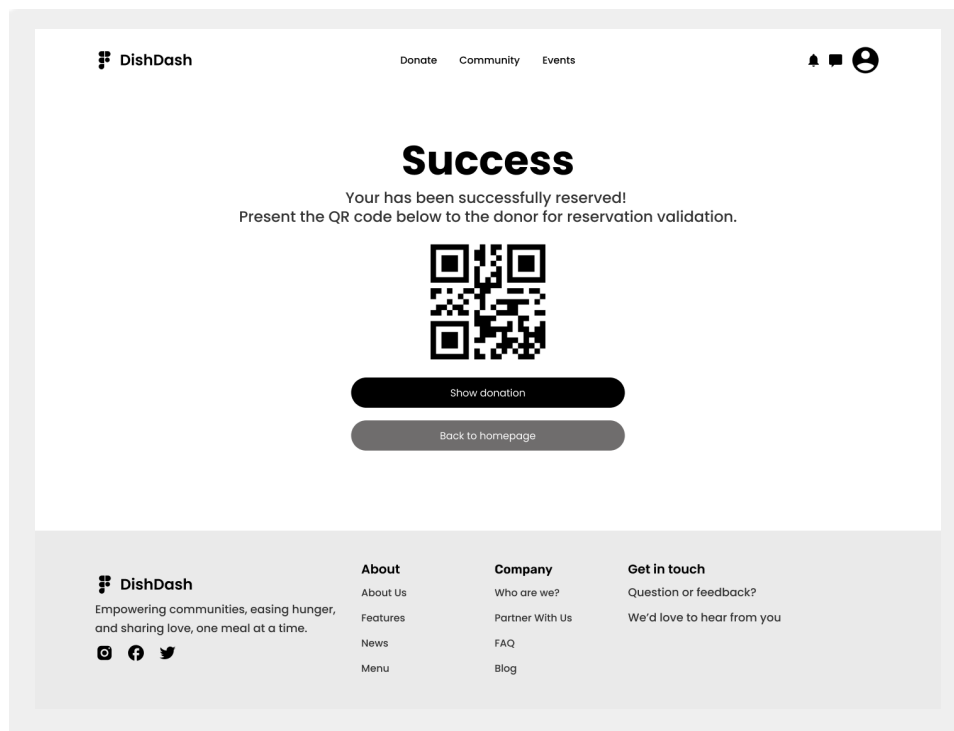 DishDash
Donate Community Events
Success
Your has been successfully reserved!
Present the QR code below to the donor for reservation validation.
Show donation
Back to homepage
DishDash
Empowering communities, easing hunger,
and sharing love, one meal at a time.
About
About Us
Features
News
Menu
Company
Who are we?
Partner With Us
FAQ
Blog
Get in touch
Question or feedback?
We’d love to hear from you